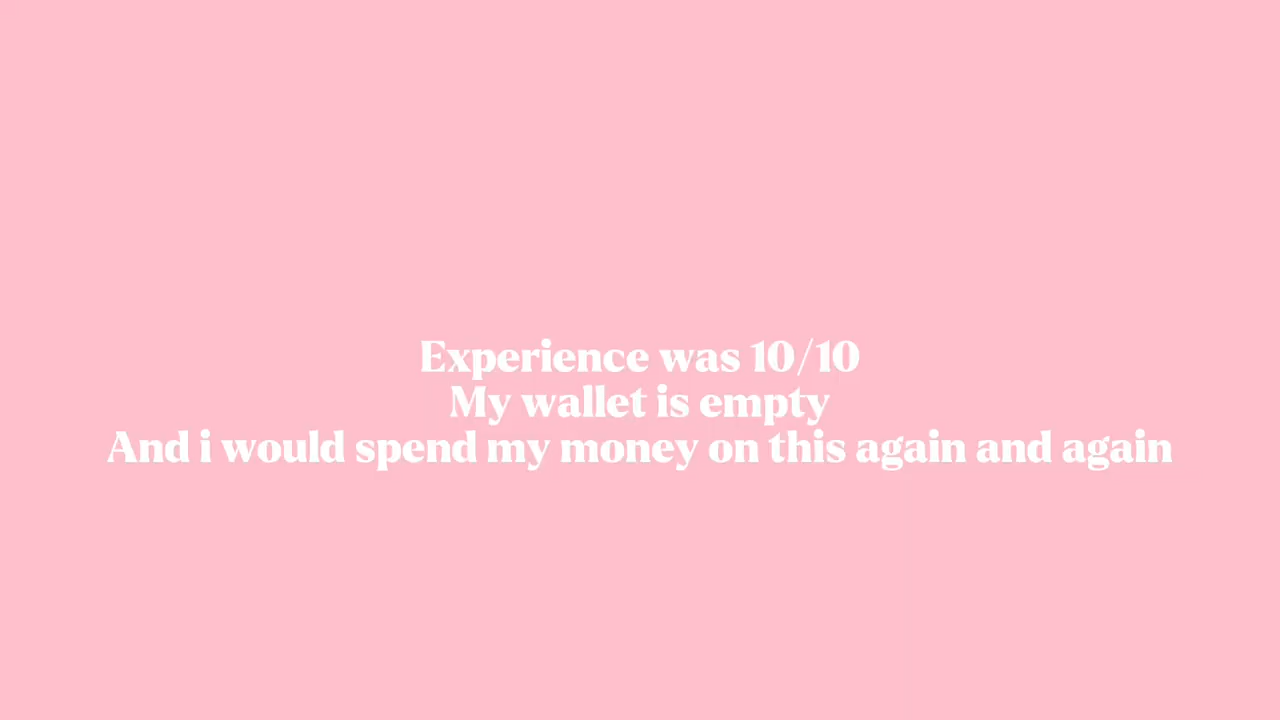 Experience was 10/10
My wallet is empty
And i would spend my money on this again and again